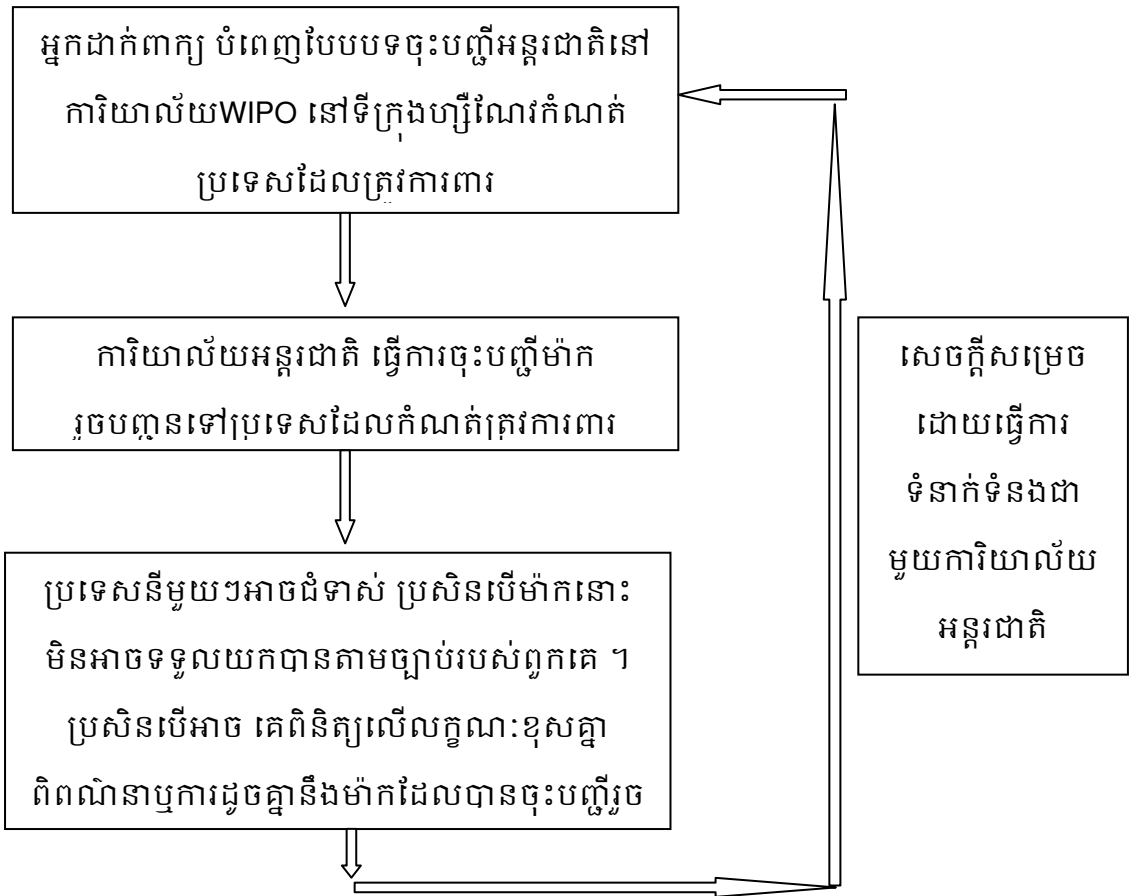 អ្នកដាក់ពាក្យ បំពេញបែបបទចុះបញ្ជីអន្តរជាតិនៅ
ការិយាល័យWIPO នៅទីក្រុងហ្សឺណែវកំណត់
ប្រទេសដែលត្រូវការពារ
ការិយាល័យអន្តរជាតិ ធ្វើការចុះបញ្ជីម៉ាក
រួចបញ្ជូនទៅប្រទេសដែលកំណត់ត្រូវការពារ
ប្រទេសនីមួយៗអាចជំទាស់ ប្រសិនបើម៉ាកនោះ
មិនអាចទទួលយកបានតាមច្បាប់របស់ពួកគេ ។
ប្រសិនបើអាច គេពិនិត្យលើលក្ខណៈខុសគ្នា
ពិពណ៌នាឬការដូចគ្នានឹងម៉ាកដែលបានចុះបញ្ជីរួច
សេចក្តីសម្រេច
ដោយធ្វើការ
ទំនាក់ទំនងជា
មួយការិយាល័យ
អន្តរជាតិ